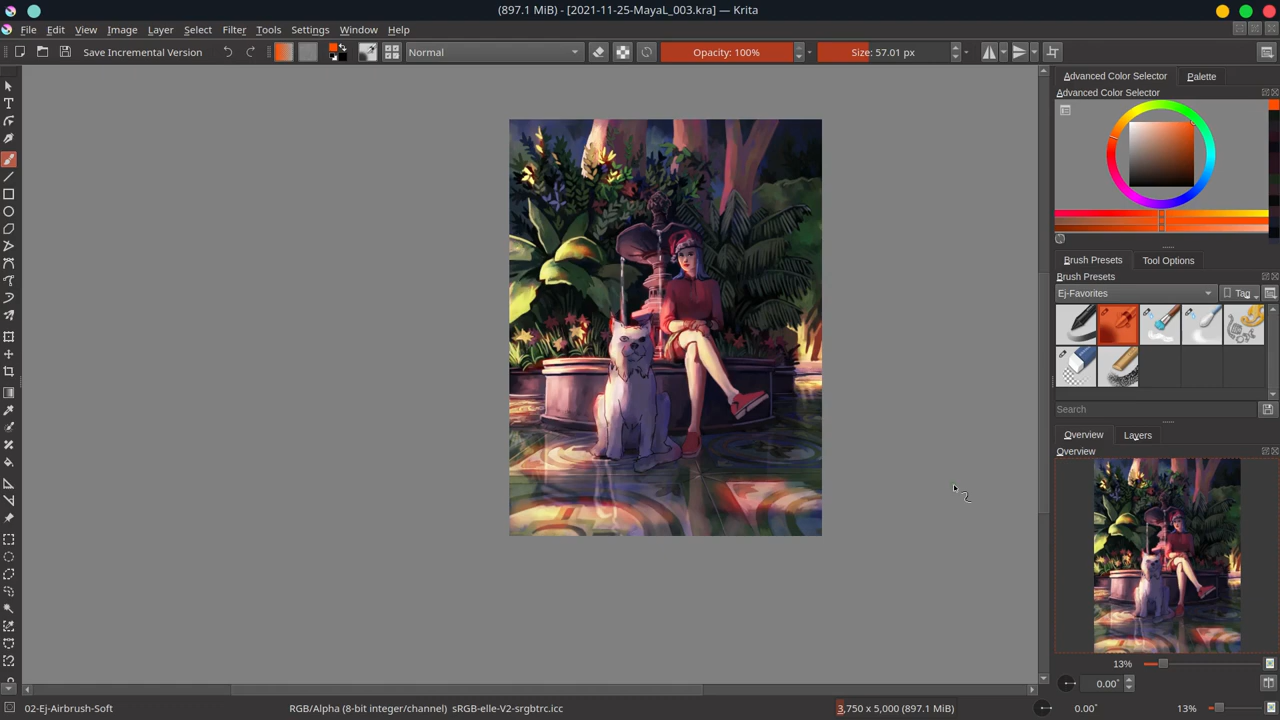 (897.1 MiB) - [2021-11-25-MayaL_003.kra] — Krita
File Edit View Image Layer Select Filter Tools Settings Window Help
Save Incremental Version Normal Opacity: 100% Size: 57.01 px
Advanced Color Selector Palette
Advanced Color Selector
Brush Presets Tool Options
Brush Presets
Ej-Favorites Tag
Search
Overview Layers
Overview
13%
0.00°
02-Ej-Airbrush-Soft RGB/Alpha (8-bit integer/channel) sRGB-elle-V2-srgbtrc.icc 3,750 x 5,000 (897.1 MiB) 0.00° 13%